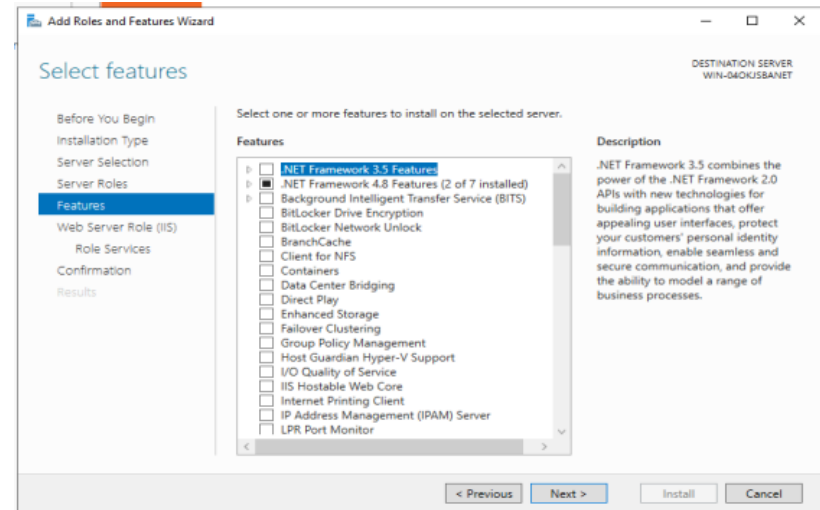 Add Roles and Features Wizard
Select features
DESTINATION SERVER
WIN-04OKJSBANET
Before You Begin
Installation Type
Server Selection
Server Roles
Features
Web Server Role (IIS)
Role Services
Confirmation
Results
Select one or more features to install on the selected server.
Features
.NET Framework 3.5 Features
.NET Framework 4.8 Features (2 of 7 installed)
Background Intelligent Transfer Service (BITS)
BitLocker Drive Encryption
BitLocker Network Unlock
BranchCache
Client for NFS
Containers
Data Center Bridging
Direct Play
Enhanced Storage
Failover Clustering
Group Policy Management
Host Guardian Hyper-V Support
I/O Quality of Service
IIS Hostable Web Core
Internet Printing Client
IP Address Management (IPAM) Server
LPR Port Monitor
Description
.NET Framework 3.5 combines the
power of the .NET Framework 2.0
APIs with new technologies for
building applications that offer
appealing user interfaces, protect
your customers' personal identity
information, enable seamless and
secure communication, and provide
the ability to model a range of
business processes.
< Previous
Next >
Install
Cancel